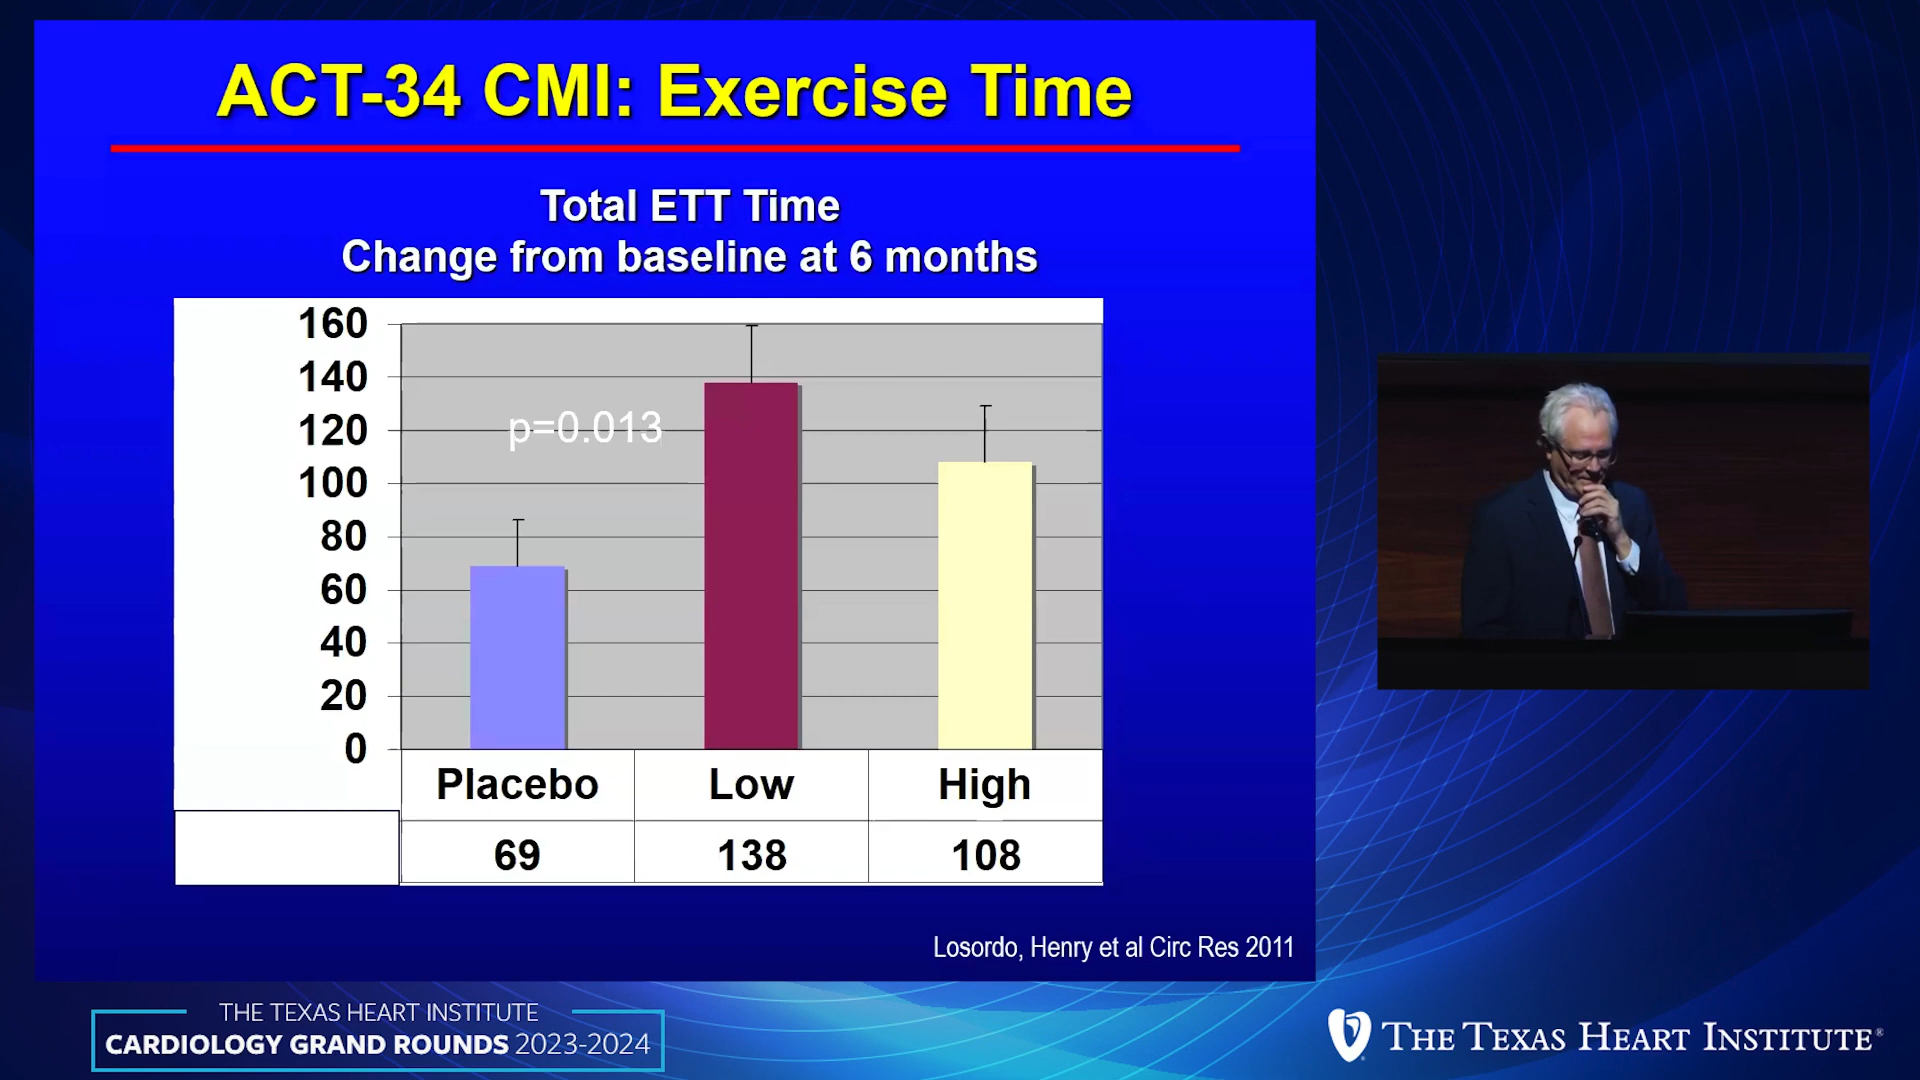 ACT-34 CMI: Exercise Time
Total ETT Time
Change from baseline at 6 months
160
140
120
100
80
60
40
20
0
p=0.013
Placebo Low High
69 138 108
Losordo, Henry et al Circ Res 2011
THE TEXAS HEART INSTITUTE
CARDIOLOGY GRAND ROUNDS 2023-2024
THE TEXAS HEART INSTITUTE®